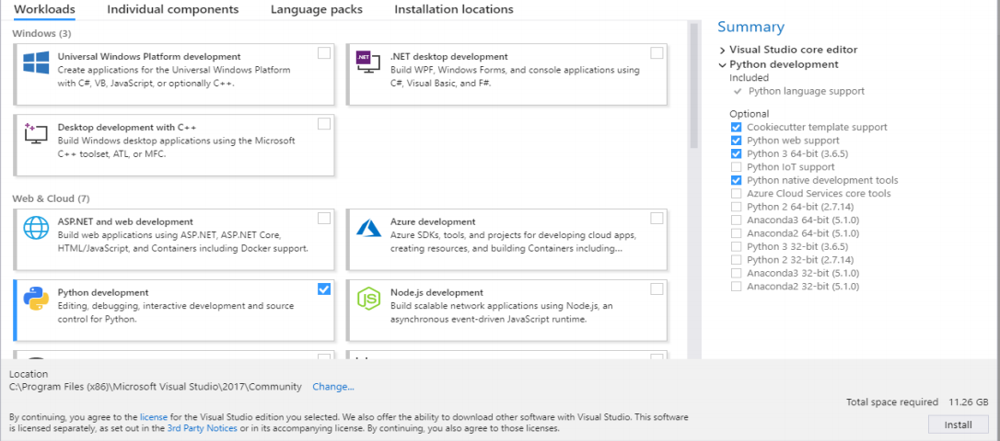 Workloads
Individual components
Language packs
Installation locations
Windows (3)
Universal Windows Platform development
Create applications for the Universal Windows Platform
with C#, VB, JavaScript, or optionally C++.
.NET desktop development
Build WPF, Windows Forms, and console applications using
C#, Visual Basic, and F#.
Desktop development with C++
Build Windows desktop applications using the Microsoft
C++ toolset, ATL, or MFC.
Web & Cloud (7)
ASP.NET and web development
Build web applications using ASP.NET, ASP.NET Core,
HTML/JavaScript, and Containers including Docker support.
Azure development
Azure SDKs, tools, and projects for developing cloud apps,
creating resources, and building Containers including...
Python development
Editing, debugging, interactive development and source
control for Python.
Node.js development
Build scalable network applications using Node.js, an
asynchronous event-driven JavaScript runtime.
Summary
Visual Studio core editor
Python development
Included
Python language support
Optional
Cookiecutter template support
Python web support
Python 3 64-bit (3.6.5)
Python IoT support
Python native development tools
Azure Cloud Services core tools
Python 2 64-bit (2.7.14)
Anaconda3 64-bit (5.1.0)
Anaconda2 64-bit (5.1.0)
Python 3 32-bit (3.6.5)
Python 2 32-bit (2.7.14)
Anaconda3 32-bit (5.1.0)
Anaconda2 32-bit (5.1.0)
Location
C:\Program Files (x86)\Microsoft Visual Studio\2017\Community Change...
Total space required 11.26 GB
By continuing, you agree to the license for the Visual Studio edition you selected. We also offer the ability to download other software with Visual Studio. This software
is licensed separately, as set out in the 3rd Party Notices or in its accompanying license. By continuing, you also agree to those licenses.
Install